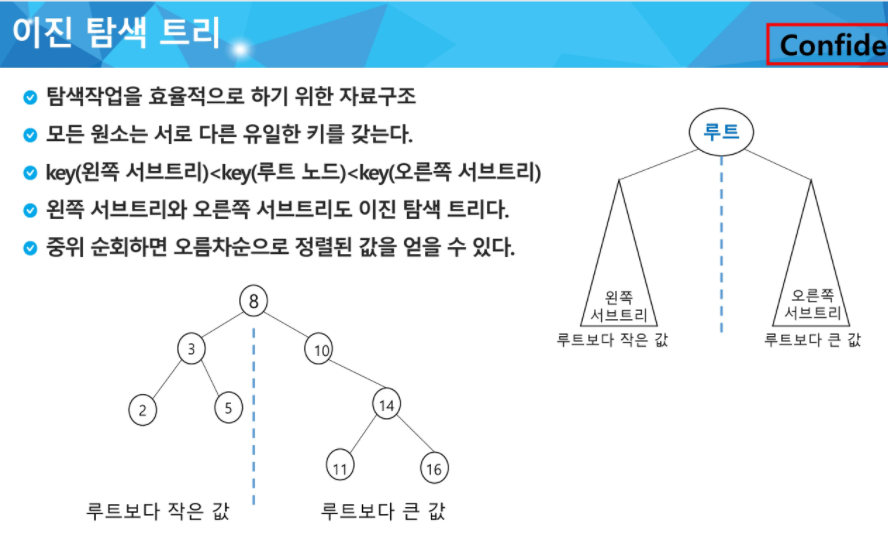 이진 탐색 트리
Confide
탐색작업을 효율적으로 하기 위한 자료구조
모든 원소는 서로 다른 유일한 키를 갖는다.
key(왼쪽 서브트리)<key(루트 노드)<key(오른쪽 서브트리)
왼쪽 서브트리와 오른쪽 서브트리도 이진 탐색 트리다.
중위 순회하면 오름차순으로 정렬된 값을 얻을 수 있다.
루트
왼쪽
서브트리
오른쪽
서브트리
루트보다 작은 값
루트보다 큰 값
8
3
10
2
5
14
11
16
루트보다 작은 값
루트보다 큰 값